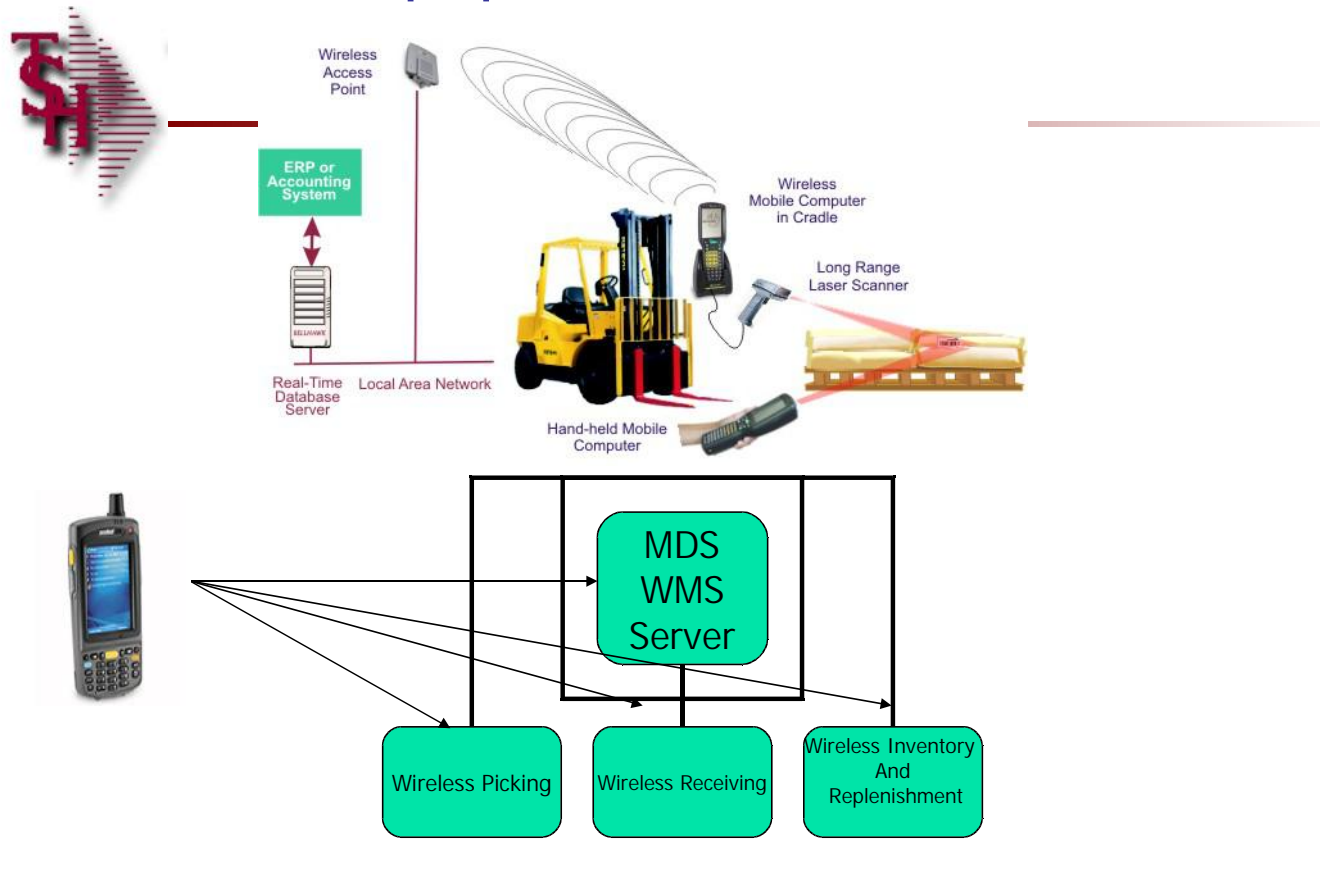 TSH
Wireless
Access
Point
ERP or
Accounting
System
Wireless
Mobile Computer
in Cradle
Long Range
Laser Scanner
BELLHAWK
Real-Time
Database
Server
Local Area Network
Hand-held Mobile
Computer
MDS
WMS
Server
Wireless Picking
Wireless Receiving
Wireless Inventory
And
Replenishment